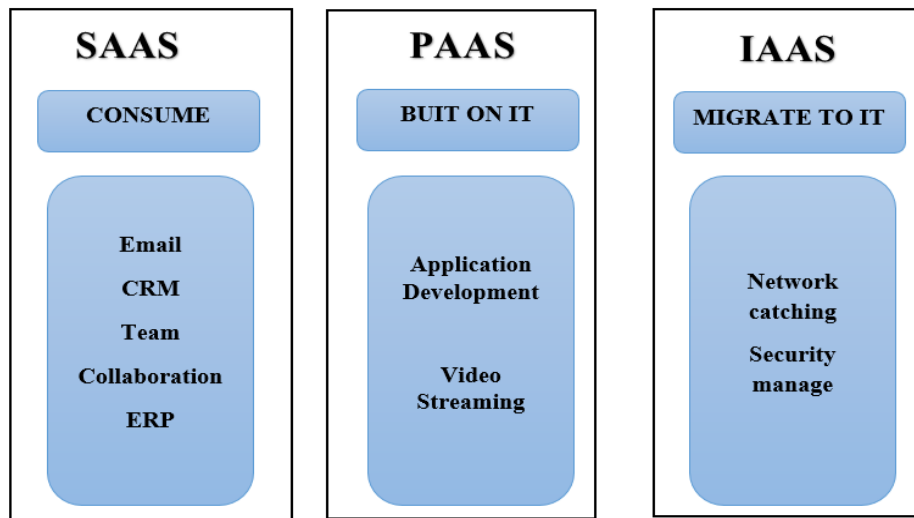 SAAS
CONSUME
Email
CRM
Team
Collaboration
ERP
PAAS
BUIT ON IT
Application
Development
Video
Streaming
IAAS
MIGRATE TO IT
Network
catching
Security
manage